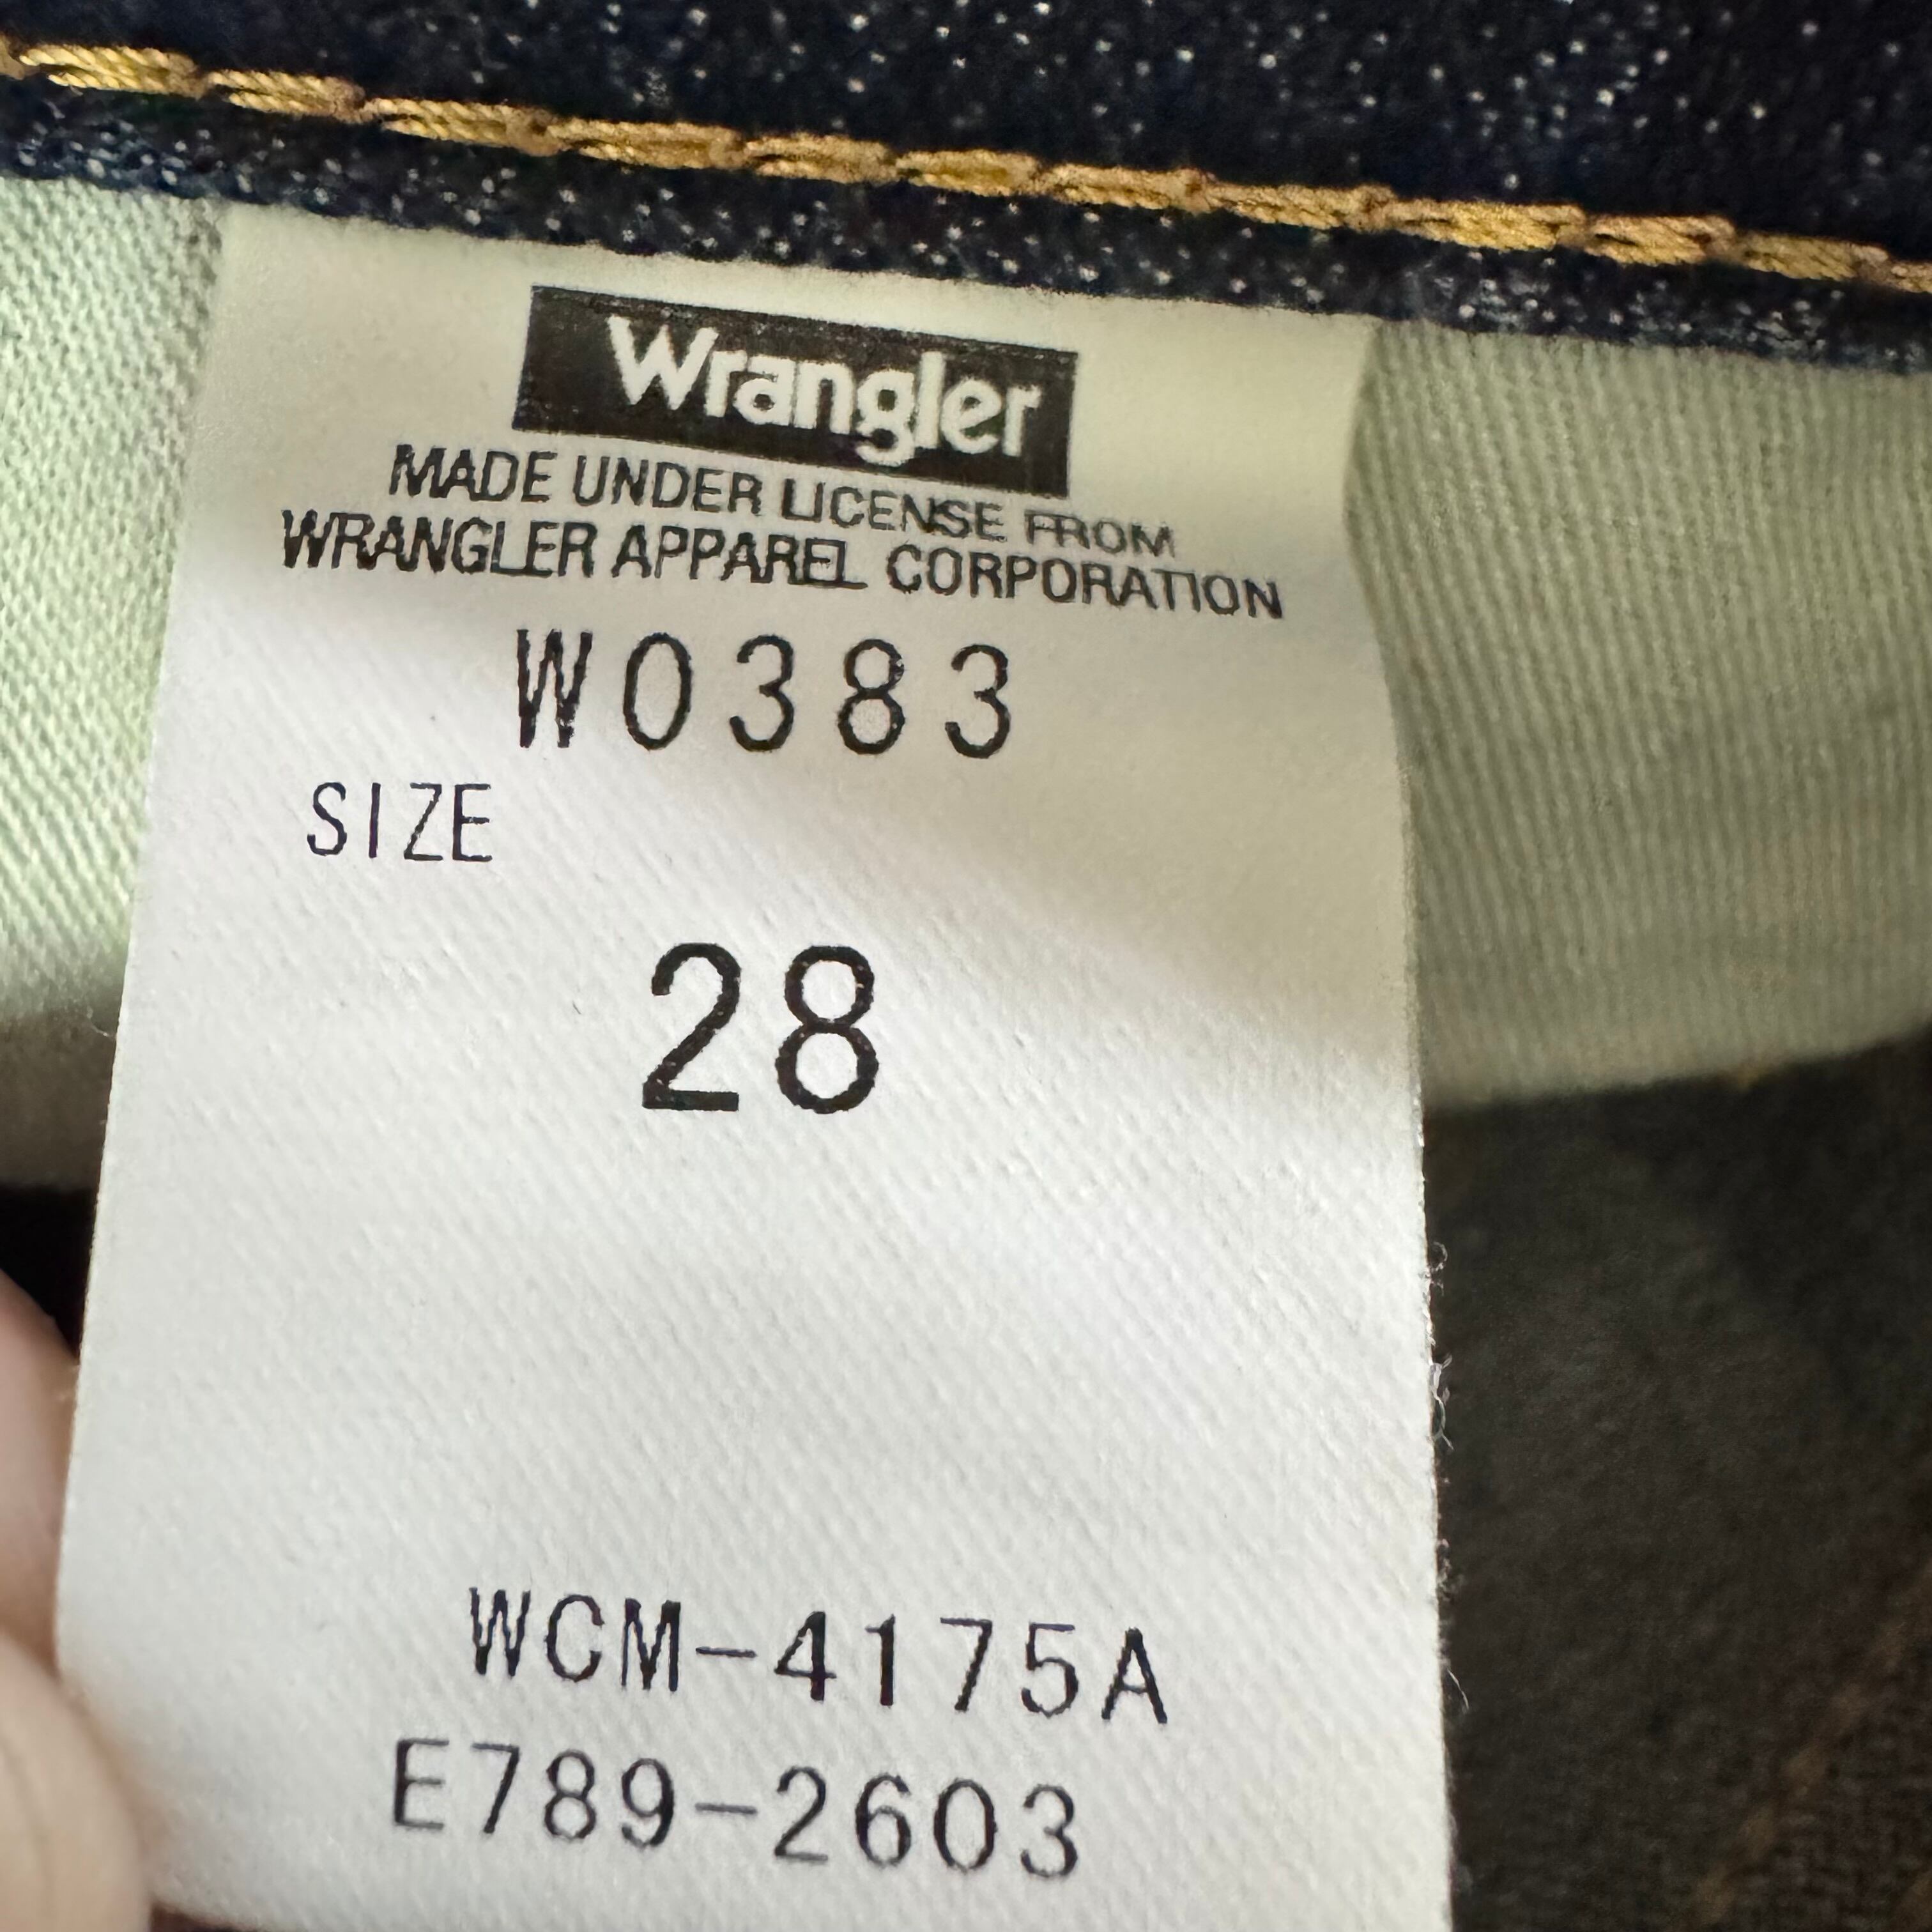 Wrangler
MADE UNDER LICENSE FROM
WRANGLER APPAREL CORPORATION
W0383
SIZE
28
WCM-4175A
E789-2603